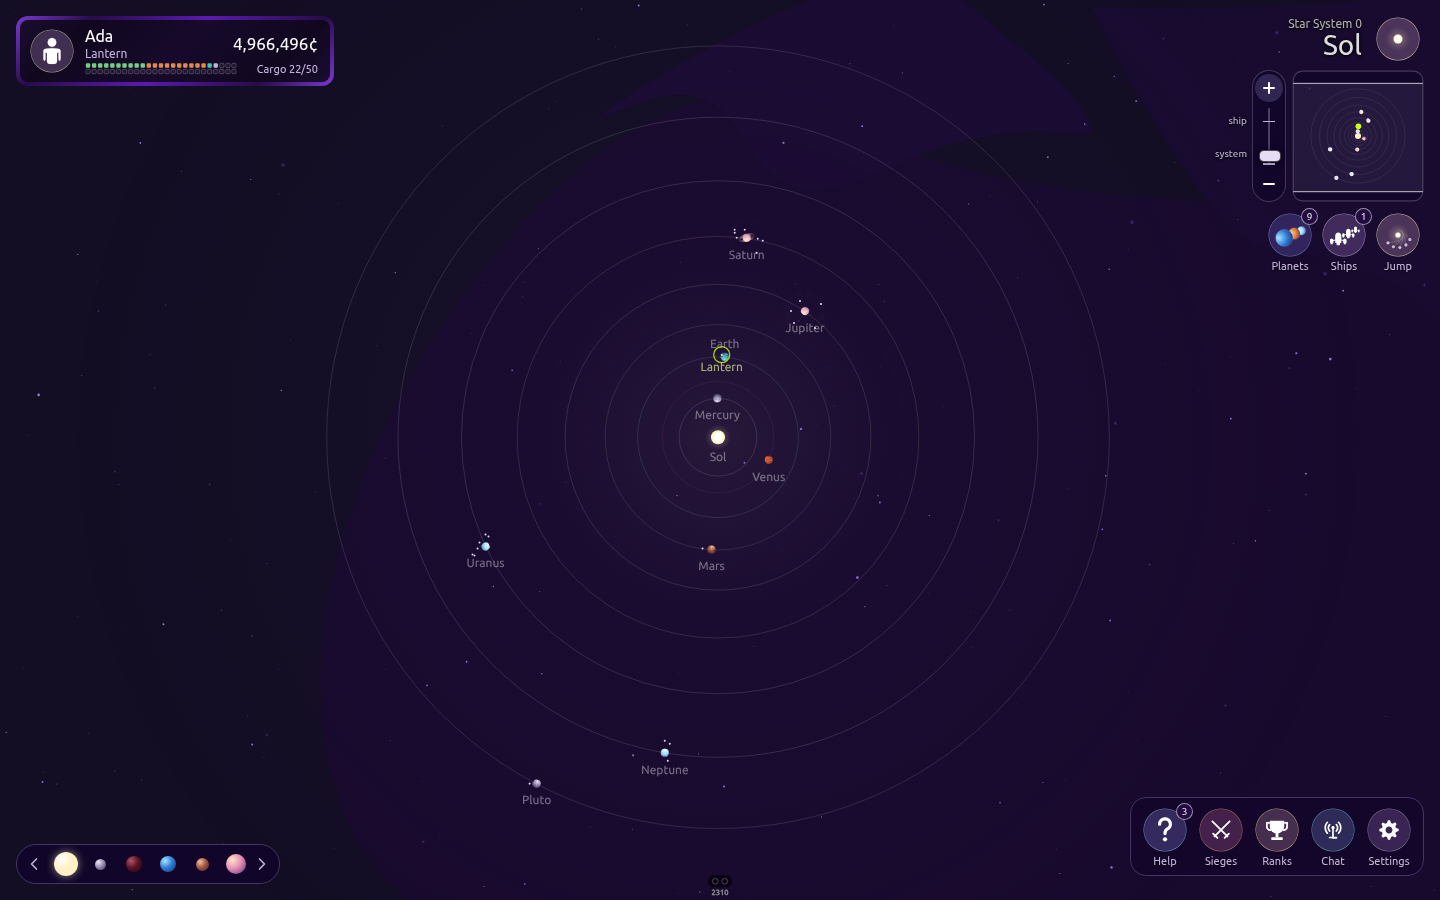 Ada
Lantern
4,966,496¢
Cargo 22/50
Star System 0
Sol
ship
system
9
1
Planets
Ships
Jump
Saturn
Jupiter
Earth
Lantern
Mercury
Sol
Venus
Uranus
Mars
Neptune
Pluto
3
Help
Sieges
Ranks
Chat
Settings
2310